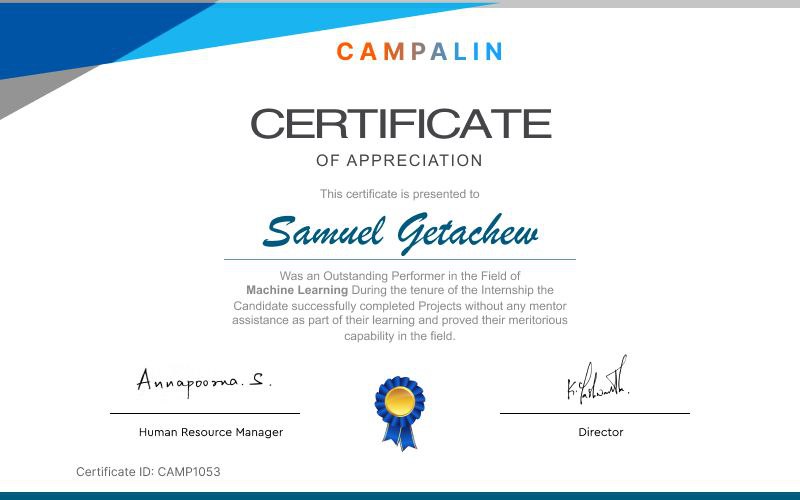 CAMPALIN
CERTIFICATE
OF APPRECIATION
This certificate is presented to
Samuel Getachew
Was an Outstanding Performer in the Field of
Machine Learning During the tenure of the Internship the
Candidate successfully completed Projects without any mentor
assistance as part of their learning and proved their meritorious
capability in the field.
Annapoorna. S.
Human Resource Manager
Director
Certificate ID: CAMP1053